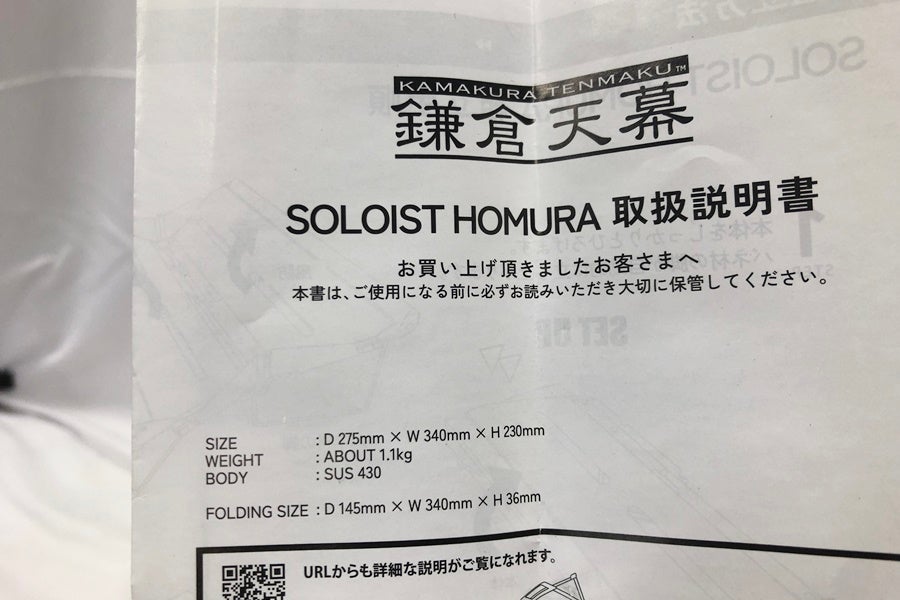 KAMAKURA TENMAKU™
鎌倉天幕
SOLOIST HOMURA 取扱説明書
お買い上げ頂きましたお客さまへ
本書は、ご使用になる前に必ずお読みいただき大切に保管してください。
SIZE : D 275mm × W 340mm × H 230mm
WEIGHT : ABOUT 1.1kg
BODY : SUS 430
FOLDING SIZE : D 145mm × W 340mm × H 36mm
URLからも詳細な説明がご覧になれます。